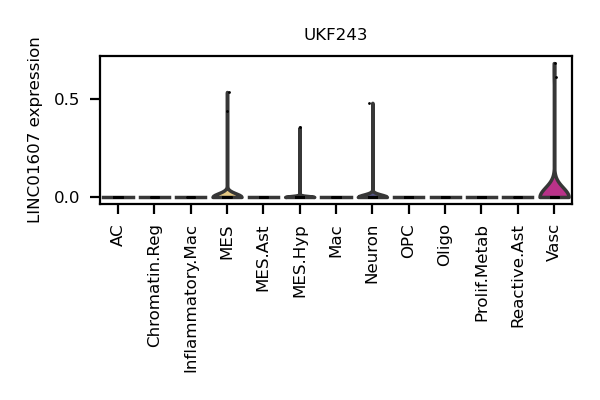 UKF243
LINC01607 expression
0.5
0.0
AC
Chromatin.Reg
Inflammatory.Mac
MES
MES.Ast
MES.Hyp
Mac
Neuron
OPC
Oligo
Prolif.Metab
Reactive.Ast
Vasc